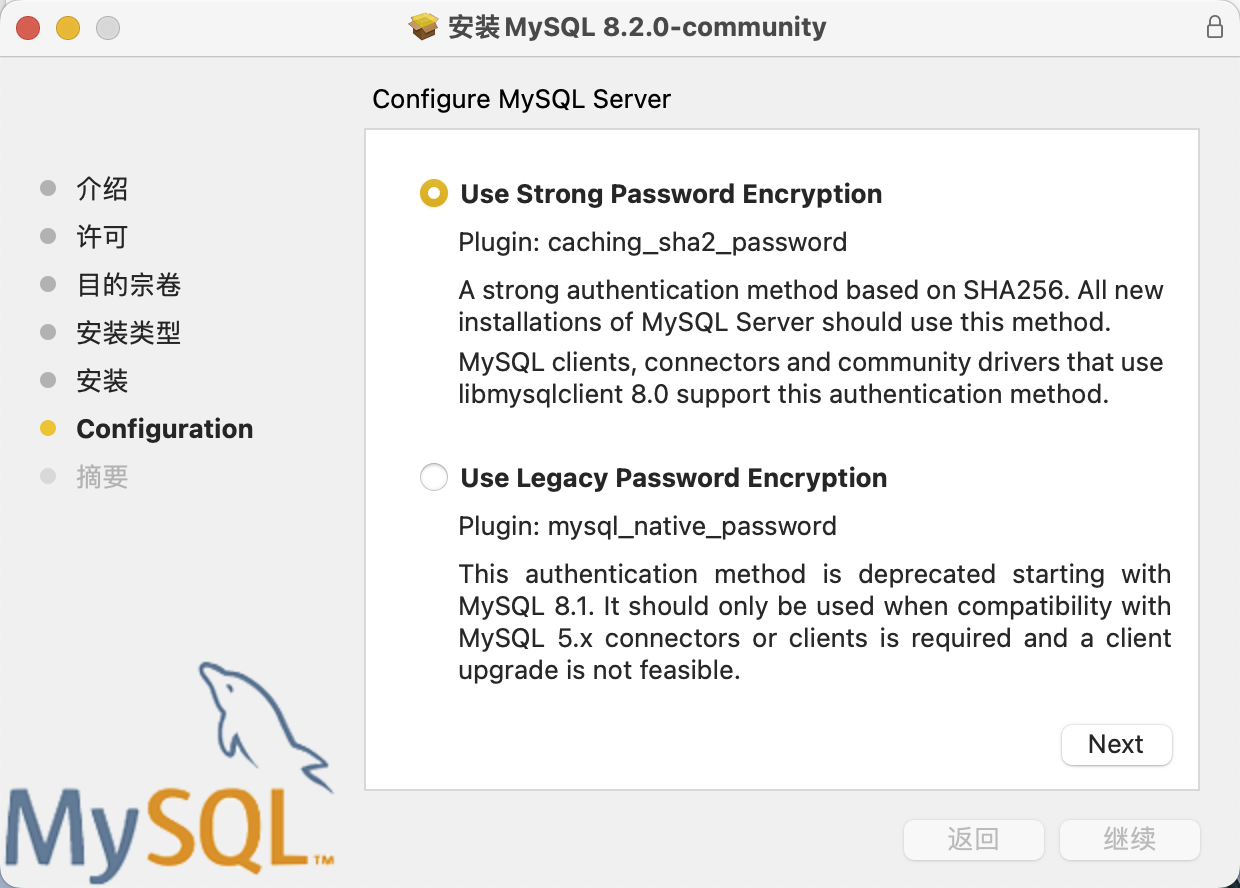 安装MySQL 8.2.0-community
Configure MySQL Server
介绍
许可
目的宗卷
安装类型
安装
Configuration
摘要
Use Strong Password Encryption
Plugin: caching_sha2_password
A strong authentication method based on SHA256. All new
installations of MySQL Server should use this method.
MySQL clients, connectors and community drivers that use
libmysqlclient 8.0 support this authentication method.
Use Legacy Password Encryption
Plugin: mysql_native_password
This authentication method is deprecated starting with
MySQL 8.1. It should only be used when compatibility with
MySQL 5.x connectors or clients is required and a client
upgrade is not feasible.
Next
MySQL™
返回
继续